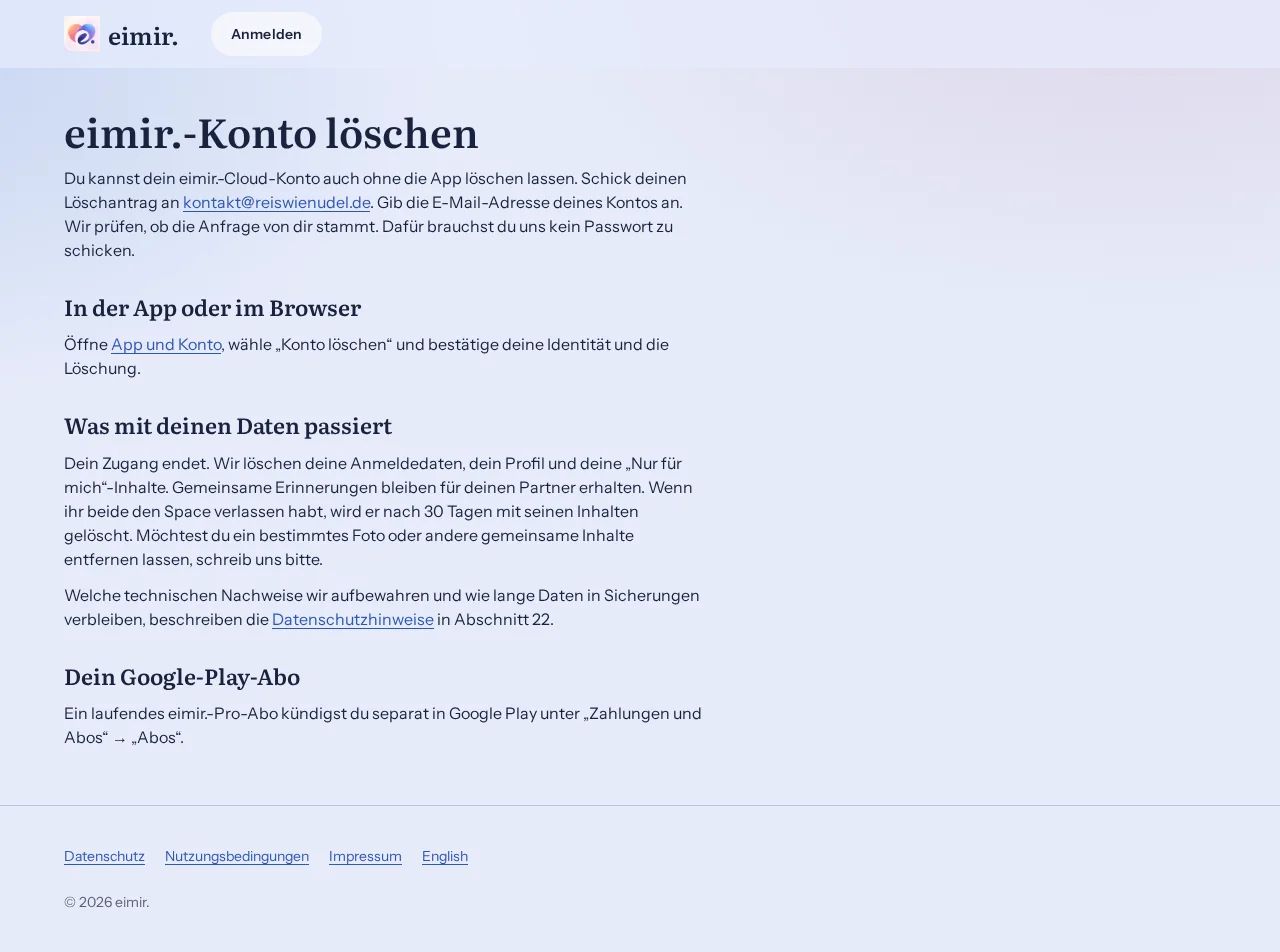 eimir.
Anmelden
eimir.-Konto löschen
Du kannst dein eimir.-Cloud-Konto auch ohne die App löschen lassen. Schick deinen
Löschantrag an kontakt@reiswienudel.de. Gib die E-Mail-Adresse deines Kontos an.
Wir prüfen, ob die Anfrage von dir stammt. Dafür brauchst du uns kein Passwort zu
schicken.
In der App oder im Browser
Öffne App und Konto, wähle „Konto löschen“ und bestätige deine Identität und die
Löschung.
Was mit deinen Daten passiert
Dein Zugang endet. Wir löschen deine Anmeldedaten, dein Profil und deine „Nur für
mich“-Inhalte. Gemeinsame Erinnerungen bleiben für deinen Partner erhalten. Wenn
ihr beide den Space verlassen habt, wird er nach 30 Tagen mit seinen Inhalten
gelöscht. Möchtest du ein bestimmtes Foto oder andere gemeinsame Inhalte
entfernen lassen, schreib uns bitte.
Welche technischen Nachweise wir aufbewahren und wie lange Daten in Sicherungen
verbleiben, beschreiben die Datenschutzhinweise in Abschnitt 22.
Dein Google-Play-Abo
Ein laufendes eimir.-Pro-Abo kündigst du separat in Google Play unter „Zahlungen und
Abos“ → „Abos“.
Datenschutz Nutzungsbedingungen Impressum English
© 2026 eimir.